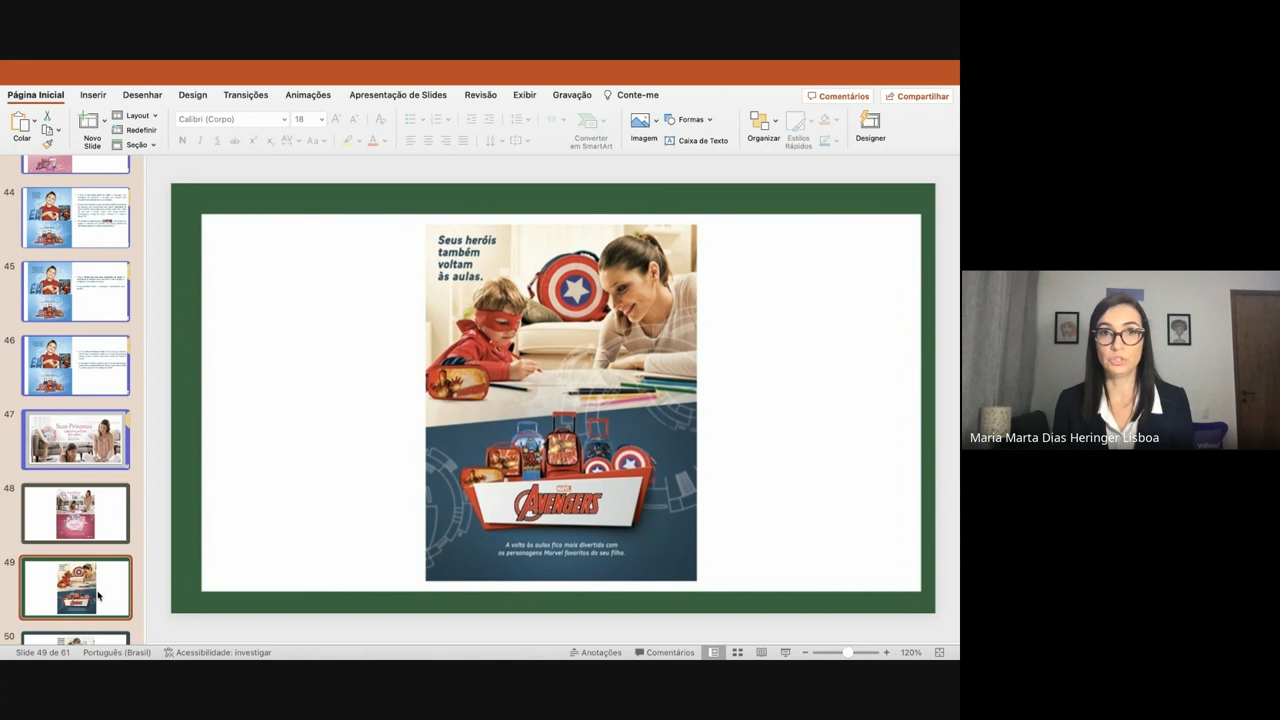 Página Inicial Inserir Desenhar Design Transições Animações Apresentação de Slides Revisão Exibir Gravação Conte-me Comentários Compartilhar
Colar
Novo
Slide
Layout
Redefinir
Seção
Calibri (Corpo) 18
Converter
em SmartArt
Imagem
Formas
Caixa de Texto
Organizar
Estilos
Rápidos
Designer
44
45
46
47
48
49
50
Seus heróis
também
voltam
às aulas.
MARVEL
AVENGERS
A volta às aulas fica mais divertida com
os personagens Marvel favoritos do seu filho.
Maria Marta Dias Heringer Lisboa
Slide 49 de 61 Português (Brasil) Acessibilidade: investigar Anotações Comentários 120%